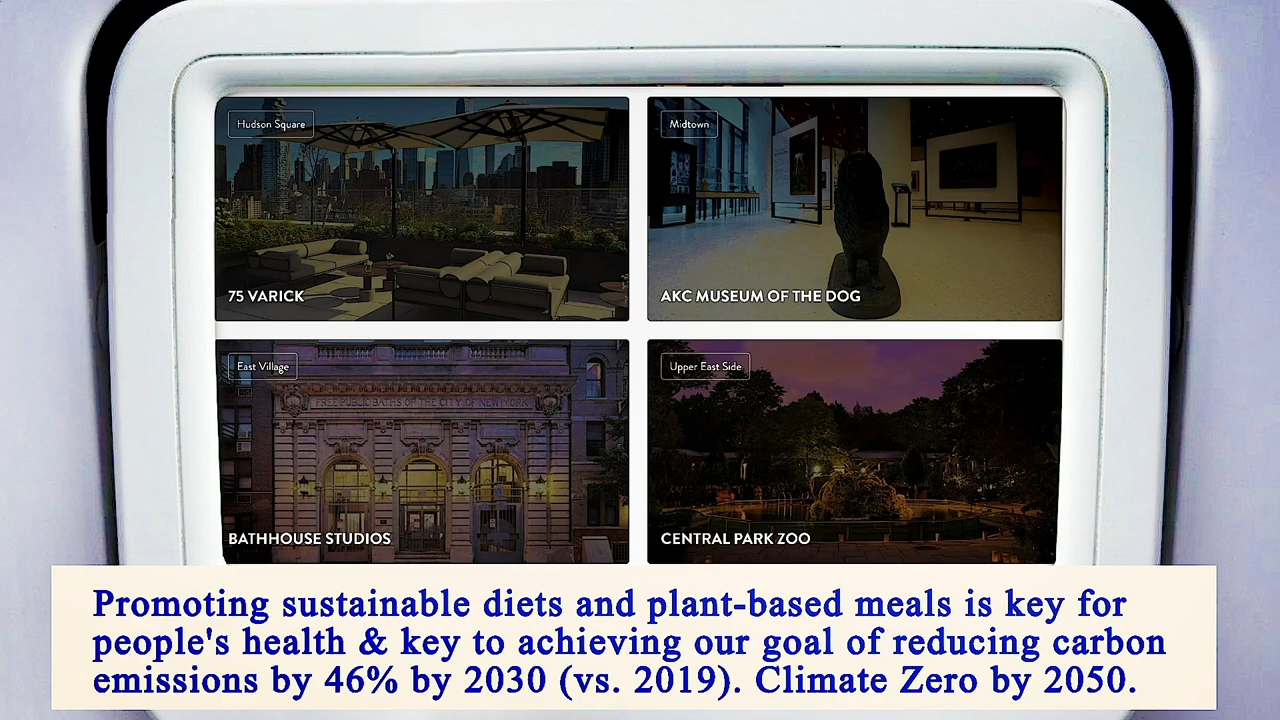 Hudson Square
75 VARICK
Midtown
AKC MUSEUM OF THE DOG
East Village
FREE PUBLIC BATHS OF THE CITY OF NEW YORK
BATHHOUSE STUDIOS
Upper East Side
CENTRAL PARK ZOO
Promoting sustainable diets and plant-based meals is key for
people's health & key to achieving our goal of reducing carbon
emissions by 46% by 2030 (vs. 2019). Climate Zero by 2050.